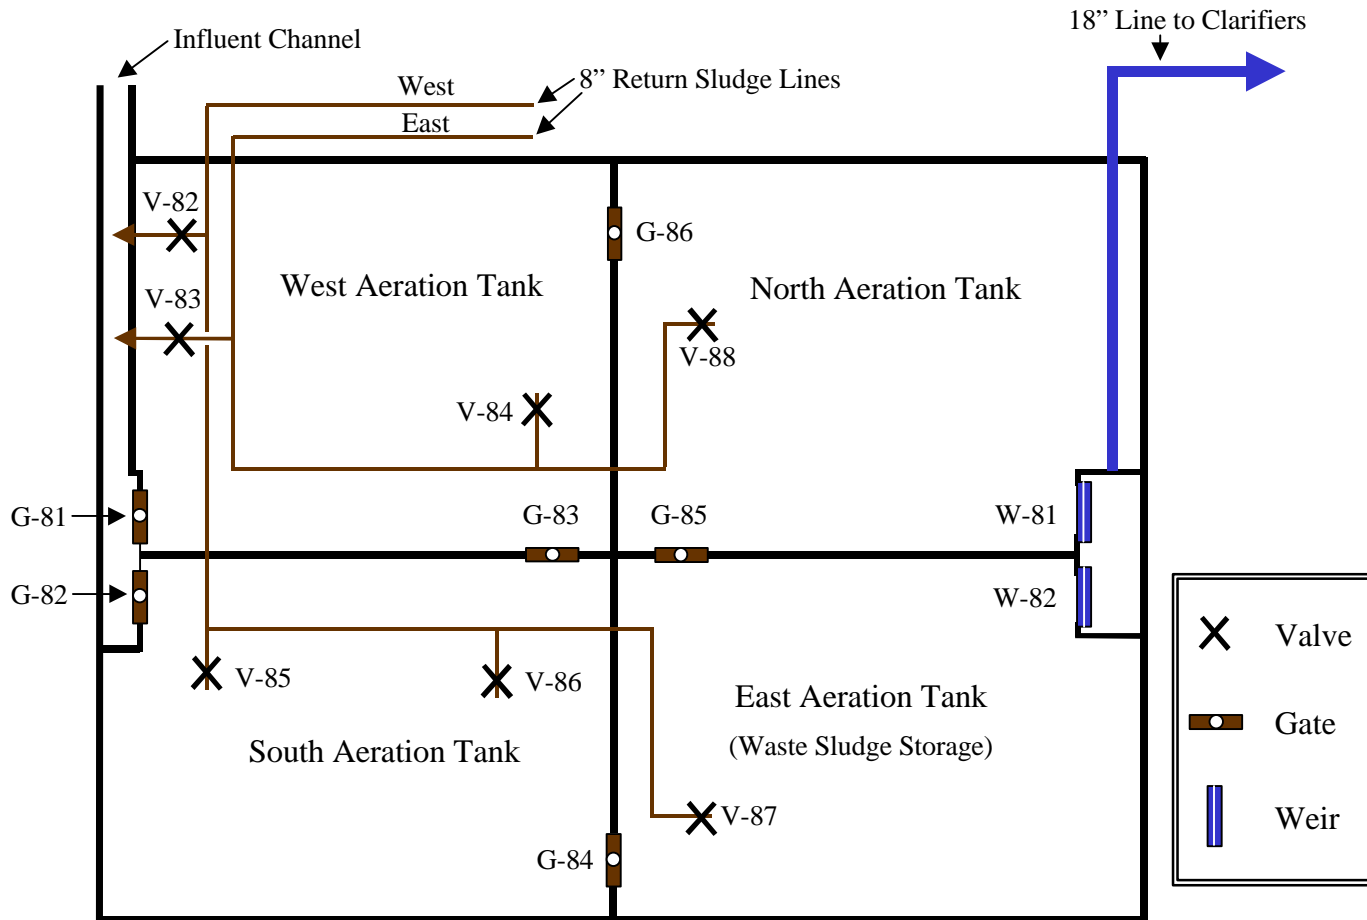 18” Line to Clarifiers
Influent Channel
West
8” Return Sludge Lines
East
V-82
G-86
West Aeration Tank
North Aeration Tank
V-83
V-88
V-84
G-81
G-83
G-85
W-81
G-82
W-82
Valve
V-85
V-86
East Aeration Tank
(Waste Sludge Storage)
South Aeration Tank
Gate
V-87
Weir
G-84